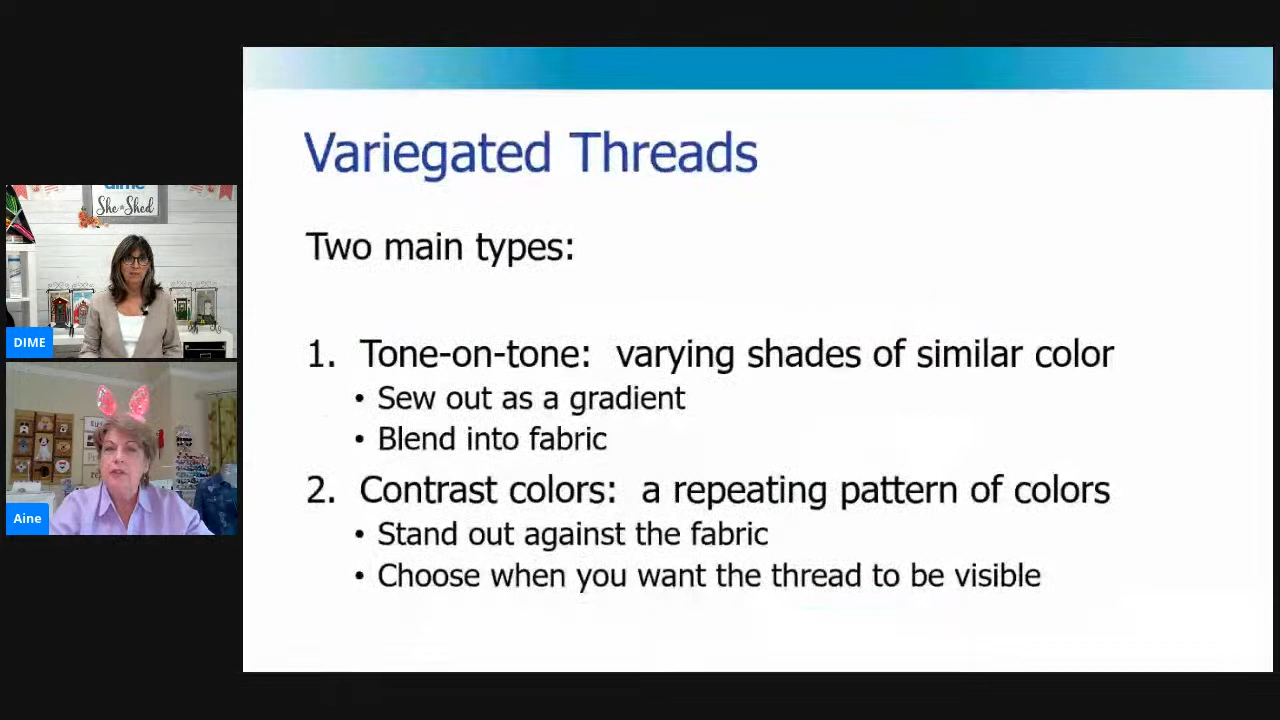 Variegated Threads
Two main types:
1. Tone-on-tone: varying shades of similar color
• Sew out as a gradient
• Blend into fabric
2. Contrast colors: a repeating pattern of colors
• Stand out against the fabric
• Choose when you want the thread to be visible
dime
She Shed
DIME
Aine